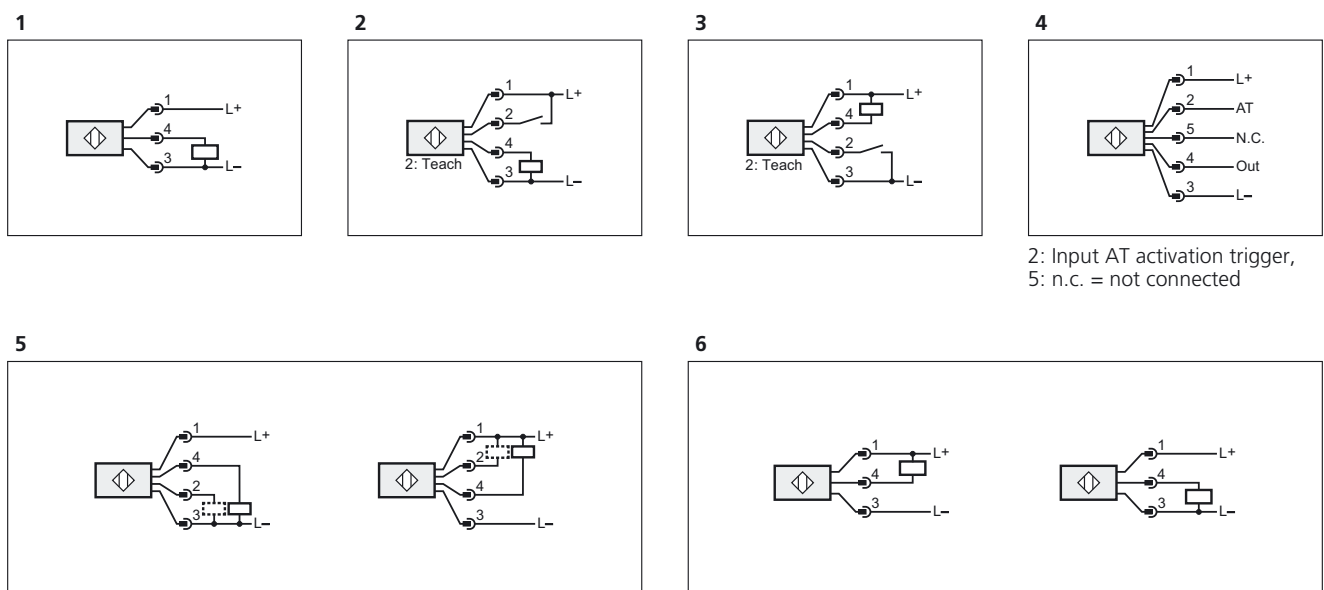 1
2
3
4
1
L+
4
3
L–
1
L+
2
4
2: Teach
3
L–
1
L+
4
2
2: Teach
3
L–
1
L+
2
AT
5
N.C.
4
Out
3
L–
2: Input AT activation trigger,
5: n.c. = not connected
5
6
1
L+
4
2
3
L–
1
L+
2
4
3
L–
1
L+
4
3
L–
1
L+
4
3
L–